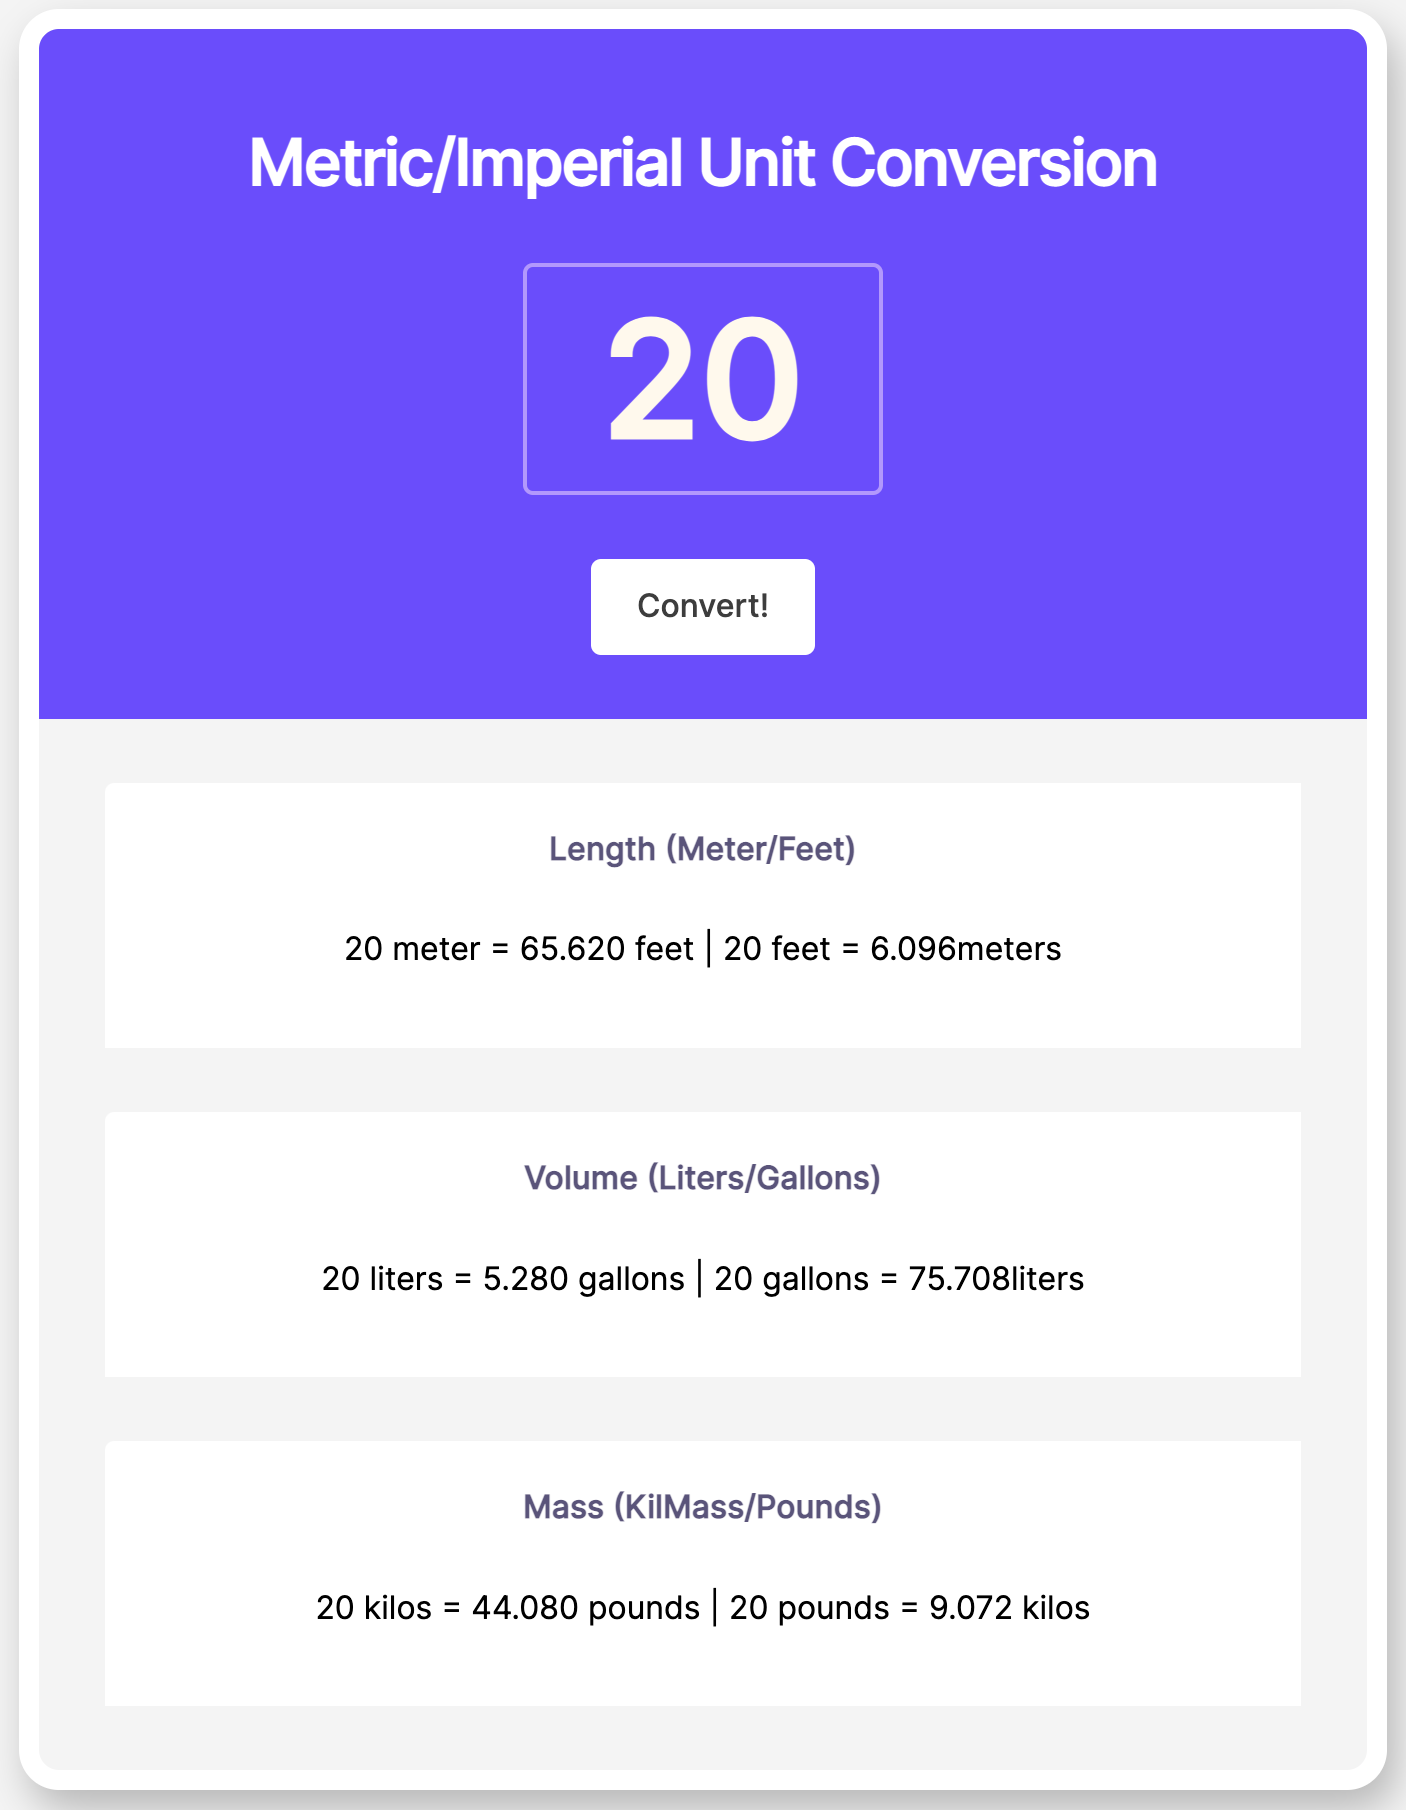 Metric/Imperial Unit Conversion
20
Convert!
Length (Meter/Feet)
20 meter = 65.620 feet | 20 feet = 6.096meters
Volume (Liters/Gallons)
20 liters = 5.280 gallons | 20 gallons = 75.708liters
Mass (KilMass/Pounds)
20 kilos = 44.080 pounds | 20 pounds = 9.072 kilos